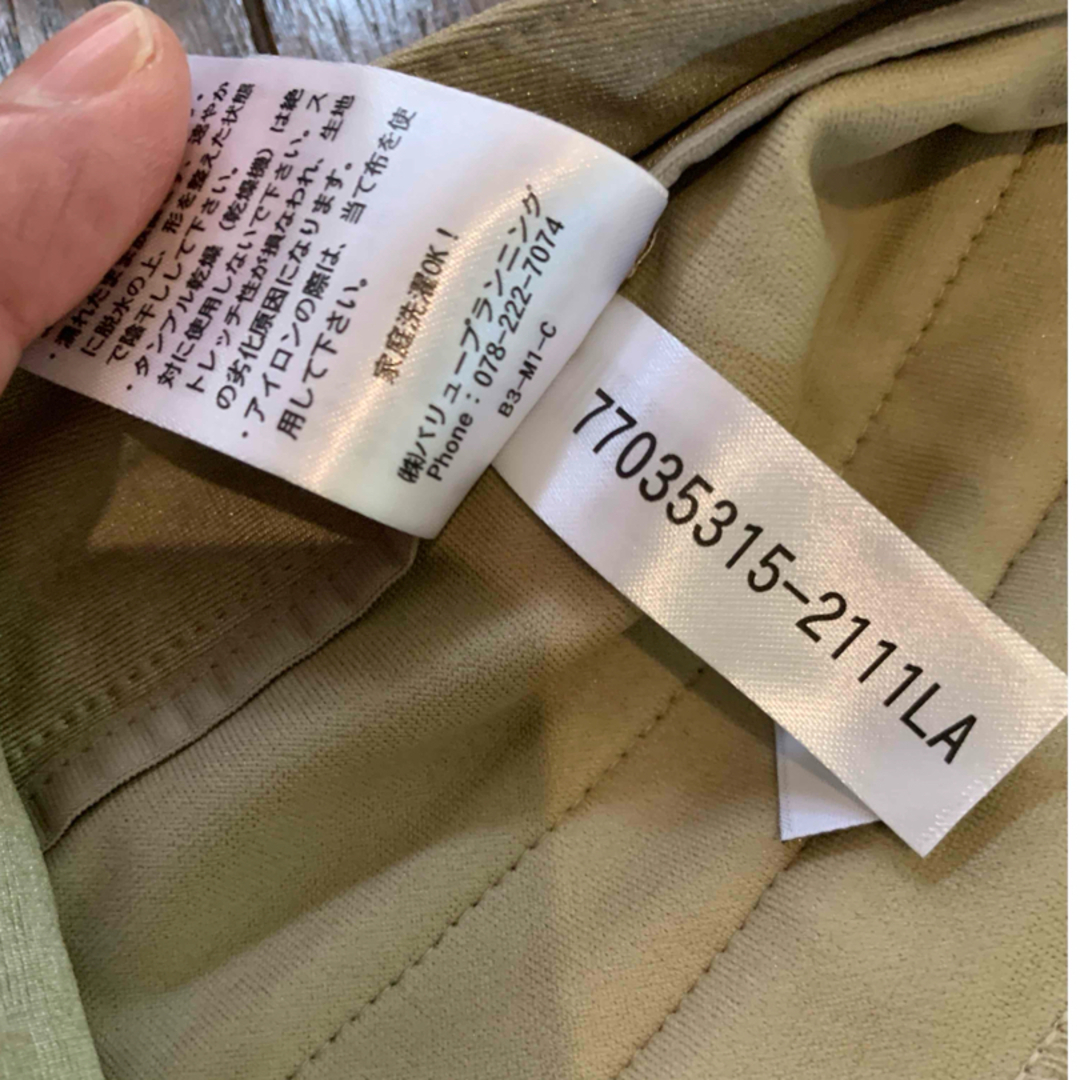 速やか
に脱水の上、形を整えた状態
で陰干しして下さい。
・タンブル乾燥（乾燥機）は絶
対に使用しないで下さい。ス
トレッチ性が損なわれ、生地
の劣化原因になります。
・アイロンの際は、当て布を使
用して下さい。
家庭洗濯OK！
㈱バリュープランニング
Phone：078-222-7074
B3-M1-C
77035315-2111LA